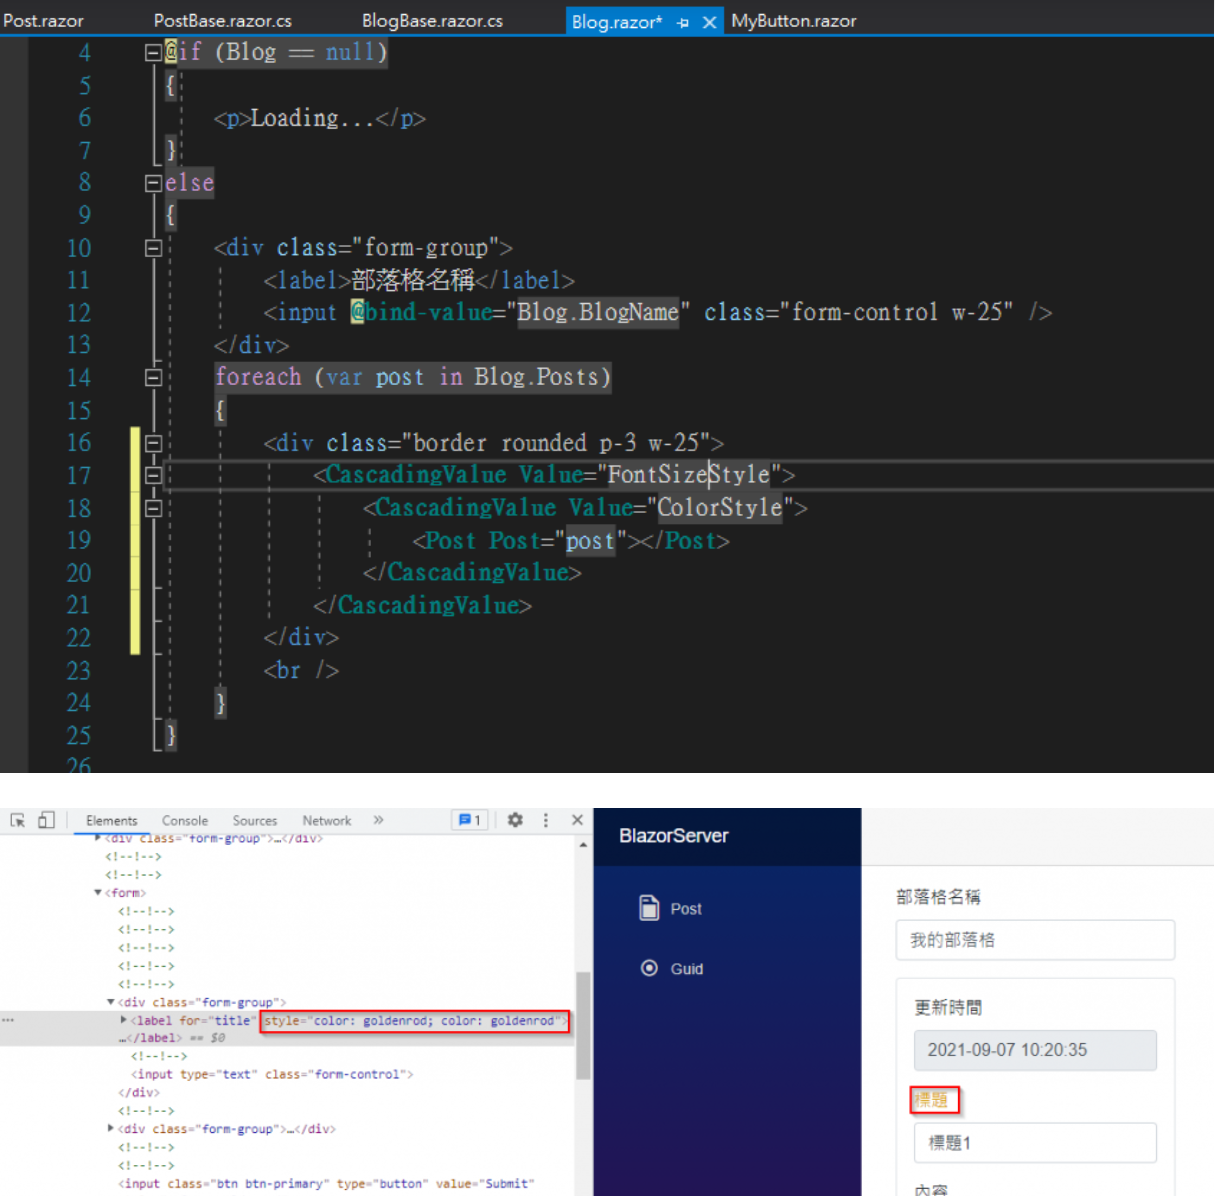 Post.razor PostBase.razor.cs BlogBase.razor.cs Blog.razor* MyButton.razor
4 @if (Blog == null)
5 {
6 <p>Loading...</p>
7 }
8 else
9 {
10 <div class="form-group">
11 <label>部落格名稱</label>
12 <input @bind-value="Blog.BlogName" class="form-control w-25" />
13 </div>
14 foreach (var post in Blog.Posts)
15 {
16 <div class="border rounded p-3 w-25">
17 <CascadingValue Value="FontSizeStyle">
18 <CascadingValue Value="ColorStyle">
19 <Post Post="post"></Post>
20 </CascadingValue>
21 </CascadingValue>
22 </div>
23 <br />
24 }
25 }
26
Elements Console Sources Network » 1
<div class="form-group">…</div>
<!--!-->
<!--!-->
<form>
<!--!-->
<!--!-->
<!--!-->
<!--!-->
<!--!-->
<div class="form-group">
<label for="title" style="color: goldenrod; color: goldenrod">
…</label> == $0
<!--!-->
<input type="text" class="form-control">
</div>
<!--!-->
<div class="form-group">…</div>
<!--!-->
<!--!-->
<input class="btn btn-primary" type="button" value="Submit"
BlazorServer
Post
Guid
部落格名稱
我的部落格
更新時間
2021-09-07 10:20:35
標題
標題1
內容